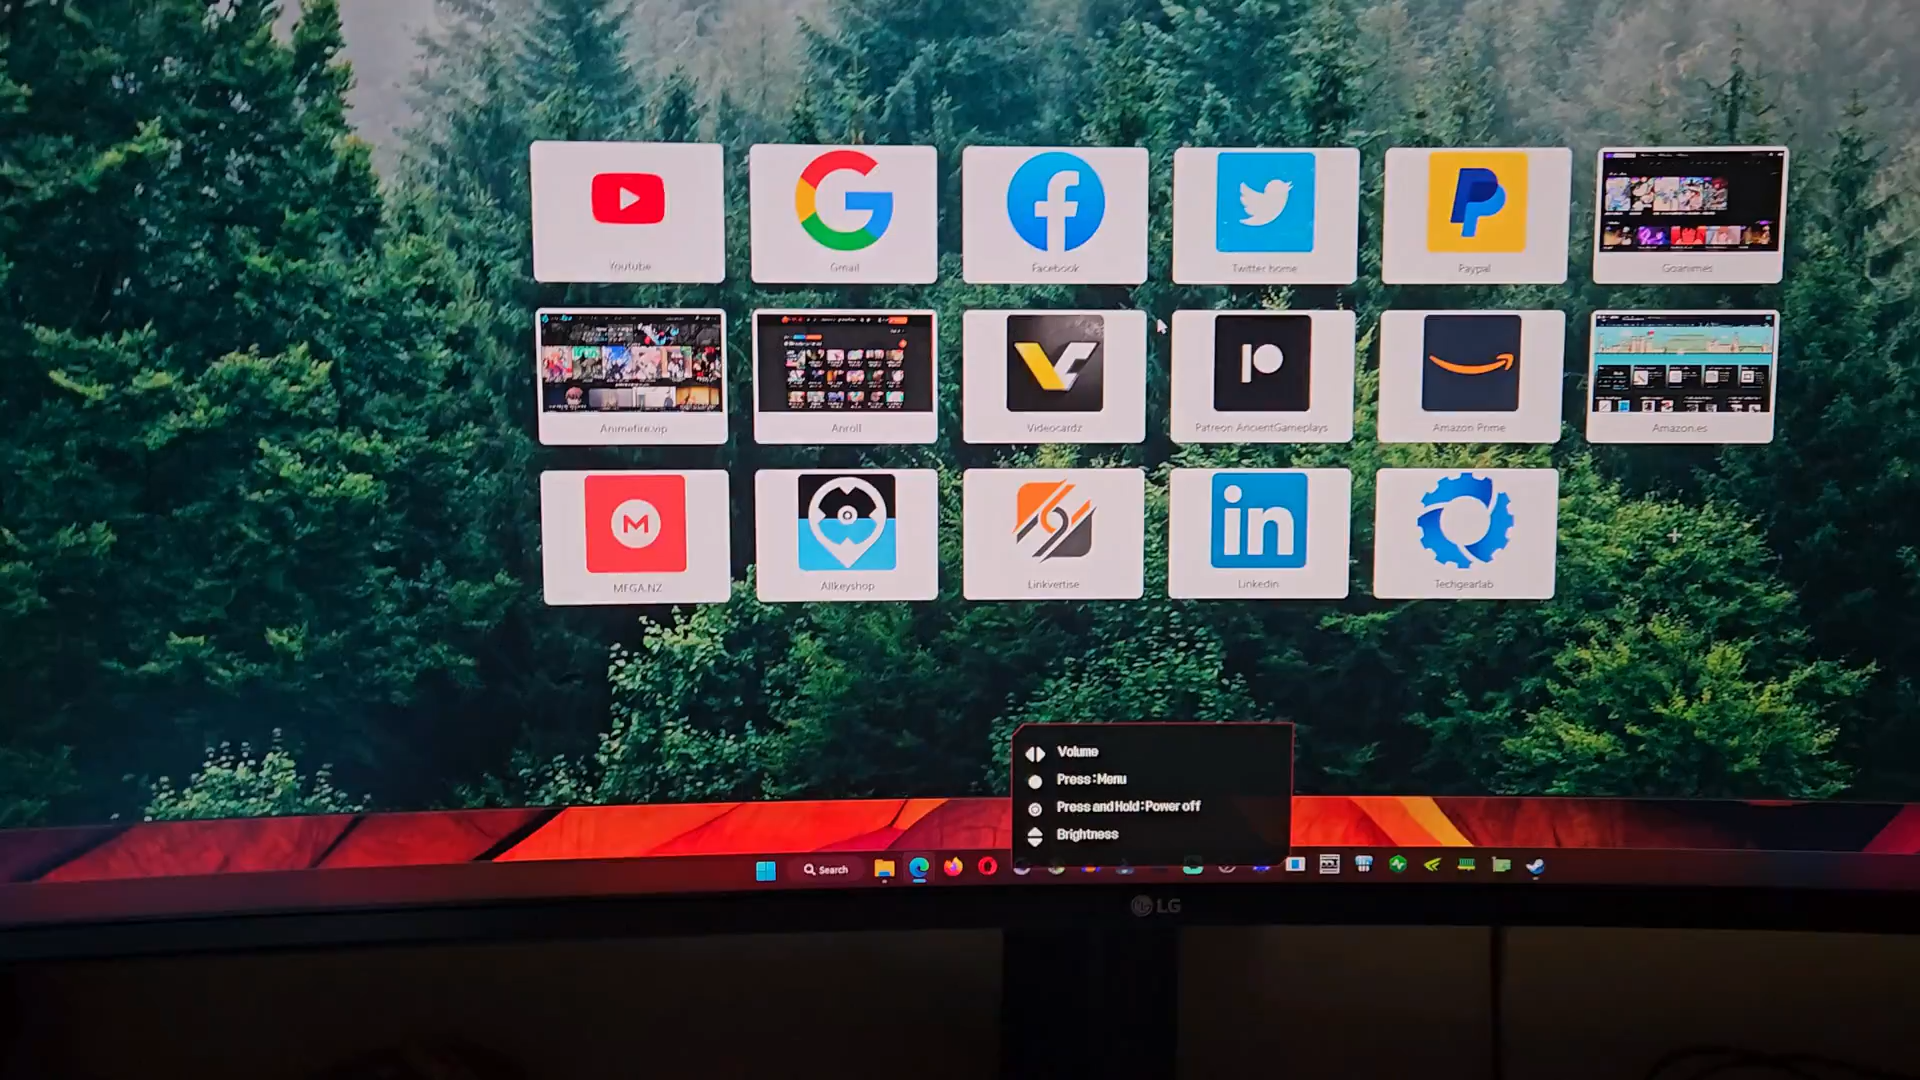 Youtube
Gmail
Facebook
Twitter home
Paypal
Goanimes
Animefire.vip
Anroll
Videocardz
Patreon AncientGameplays
Amazon Prime
Amazon.es
MEGA.NZ
Allkeyshop
Linkvertise
Linkedin
Techgearlab
Volume
Press : Menu
Press and Hold : Power off
Brightness
Search
LG